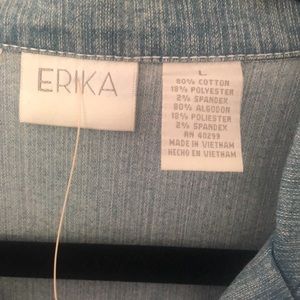 ERIKA
L
80% COTTON
18% POLYESTER
2% SPANDEX
80% ALGODON
18% POLIESTER
2% SPANDEX
RN 40299
MADE IN VIETNAM
HECHO EN VIETNAM